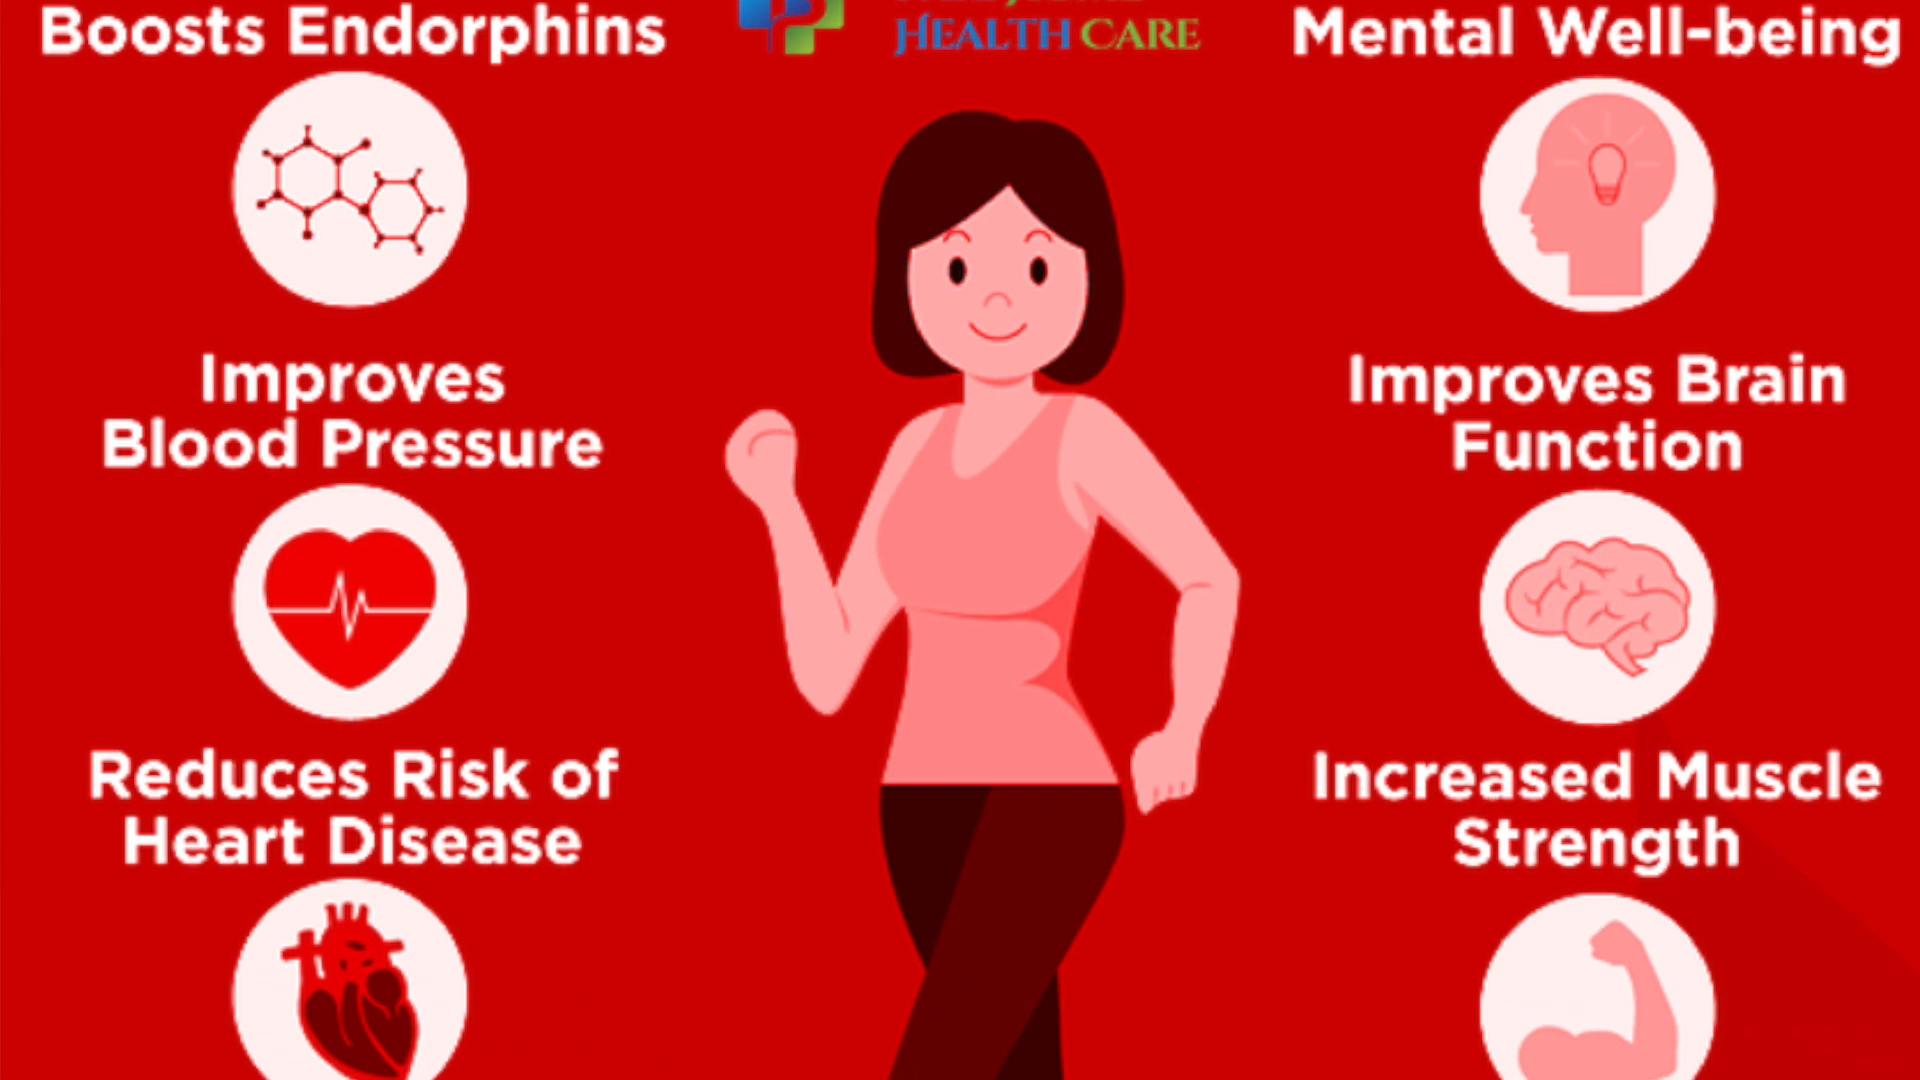 Boosts Endorphins
HEALTH CARE
Mental Well-being
Improves
Blood Pressure
Improves Brain
Function
Reduces Risk of
Heart Disease
Increased Muscle
Strength